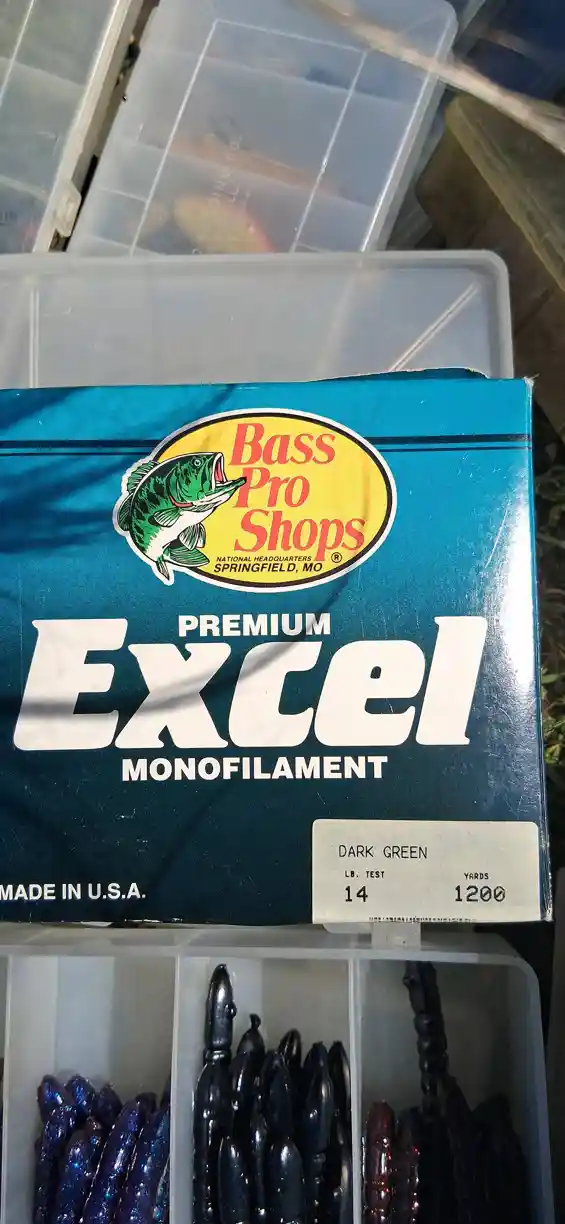 Bass
Pro
Shops
NATIONAL HEADQUARTERS
SPRINGFIELD, MO ®
PREMIUM
Excel
MONOFILAMENT
DARK GREEN
LB. TEST YARDS
14 1200
MADE IN U.S.A.